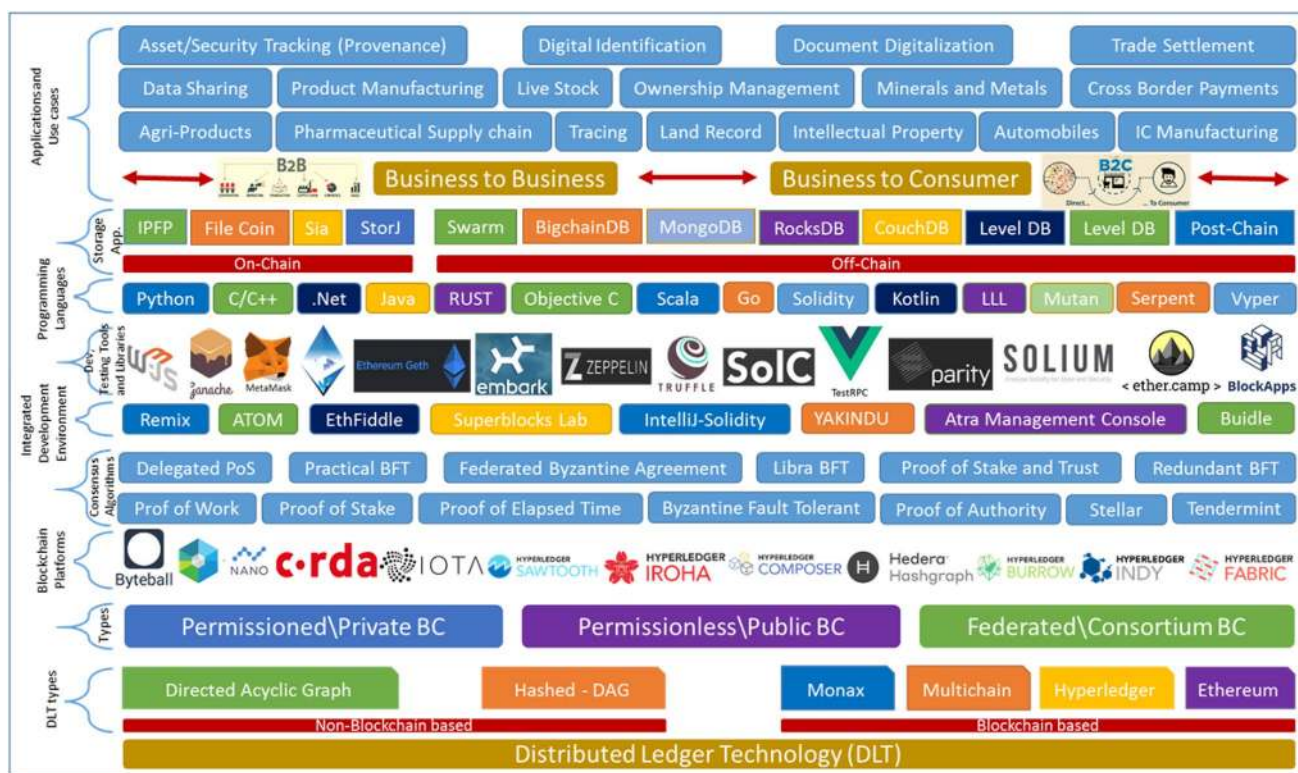 Applications and
Use cases
Asset/Security Tracking (Provenance)
Digital Identification
Document Digitalization
Trade Settlement
Data Sharing
Product Manufacturing
Live Stock
Ownership Management
Minerals and Metals
Cross Border Payments
Agri-Products
Pharmaceutical Supply chain
Tracing
Land Record
Intellectual Property
Automobiles
IC Manufacturing
B2B
Business to Business
Business to Consumer
B2C
Direct...
... To Consumer
Storage
App.
IPFP
File Coin
Sia
StorJ
Swarm
BigchainDB
MongoDB
RocksDB
CouchDB
Level DB
Level DB
Post-Chain
On-Chain
Off-Chain
Programming
Languages
Python
C/C++
.Net
Java
RUST
Objective C
Scala
Go
Solidity
Kotlin
LLL
Mutan
Serpent
Vyper
Dev,
Testing Tools
and Libraries
W3S
Ganache
MetaMask
Ethereum Geth
embark
ZEPPELIN
TRUFFLE
SolC
TestRPC
parity
SOLIUM
< ether.camp >
BlockApps
Integrated
Development
Environment
Remix
ATOM
EthFiddle
Superblocks Lab
IntelliJ-Solidity
YAKINDU
Atra Management Console
Buidle
Consensus
Algorithms
Delegated PoS
Practical BFT
Federated Byzantine Agreement
Libra BFT
Proof of Stake and Trust
Redundant BFT
Prof of Work
Proof of Stake
Proof of Elapsed Time
Byzantine Fault Tolerant
Proof of Authority
Stellar
Tendermint
Blockchain
Platforms
Byteball
NANO
c·rda
IOTA
HYPERLEDGER
SAWTOOTH
HYPERLEDGER
IROHA
HYPERLEDGER
COMPOSER
Hedera
Hashgraph
HYPERLEDGER
BURROW
HYPERLEDGER
INDY
HYPERLEDGER
FABRIC
Types
Permissioned\Private BC
Permissionless\Public BC
Federated\Consortium BC
DLT types
Directed Acyclic Graph
Hashed - DAG
Monax
Multichain
Hyperledger
Ethereum
Non-Blockchain based
Blockchain based
Distributed Ledger Technology (DLT)